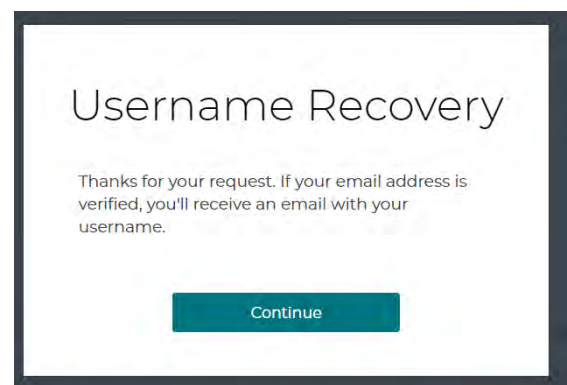 Username Recovery
Thanks for your request. If your email address is
verified, you'll receive an email with your
username.
Continue